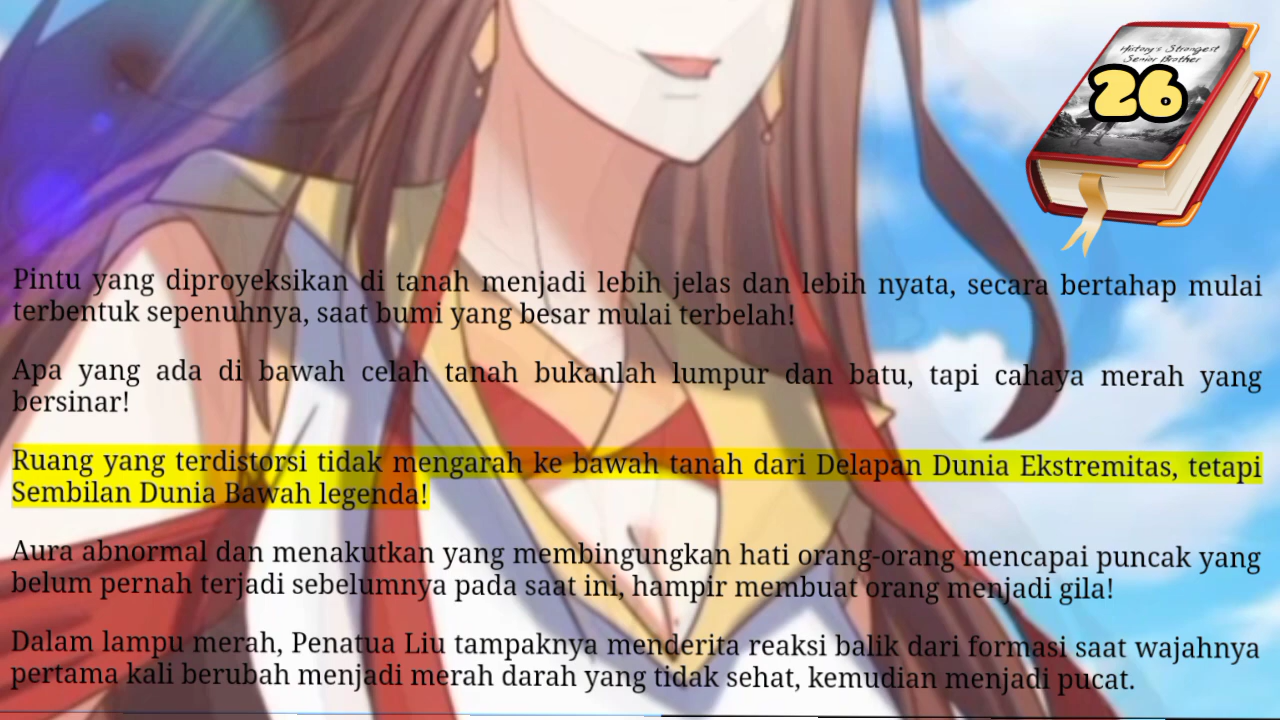 History's Strongest
Senior Brother
26
Pintu yang diproyeksikan di tanah menjadi lebih jelas dan lebih nyata, secara bertahap mulai
terbentuk sepenuhnya, saat bumi yang besar mulai terbelah!
Apa yang ada di bawah celah tanah bukanlah lumpur dan batu, tapi cahaya merah yang
bersinar!
Ruang yang terdistorsi tidak mengarah ke bawah tanah dari Delapan Dunia Ekstremitas, tetapi
Sembilan Dunia Bawah legenda!
Aura abnormal dan menakutkan yang membingungkan hati orang-orang mencapai puncak yang
belum pernah terjadi sebelumnya pada saat ini, hampir membuat orang menjadi gila!
Dalam lampu merah, Penatua Liu tampaknya menderita reaksi balik dari formasi saat wajahnya
pertama kali berubah menjadi merah darah yang tidak sehat, kemudian menjadi pucat.